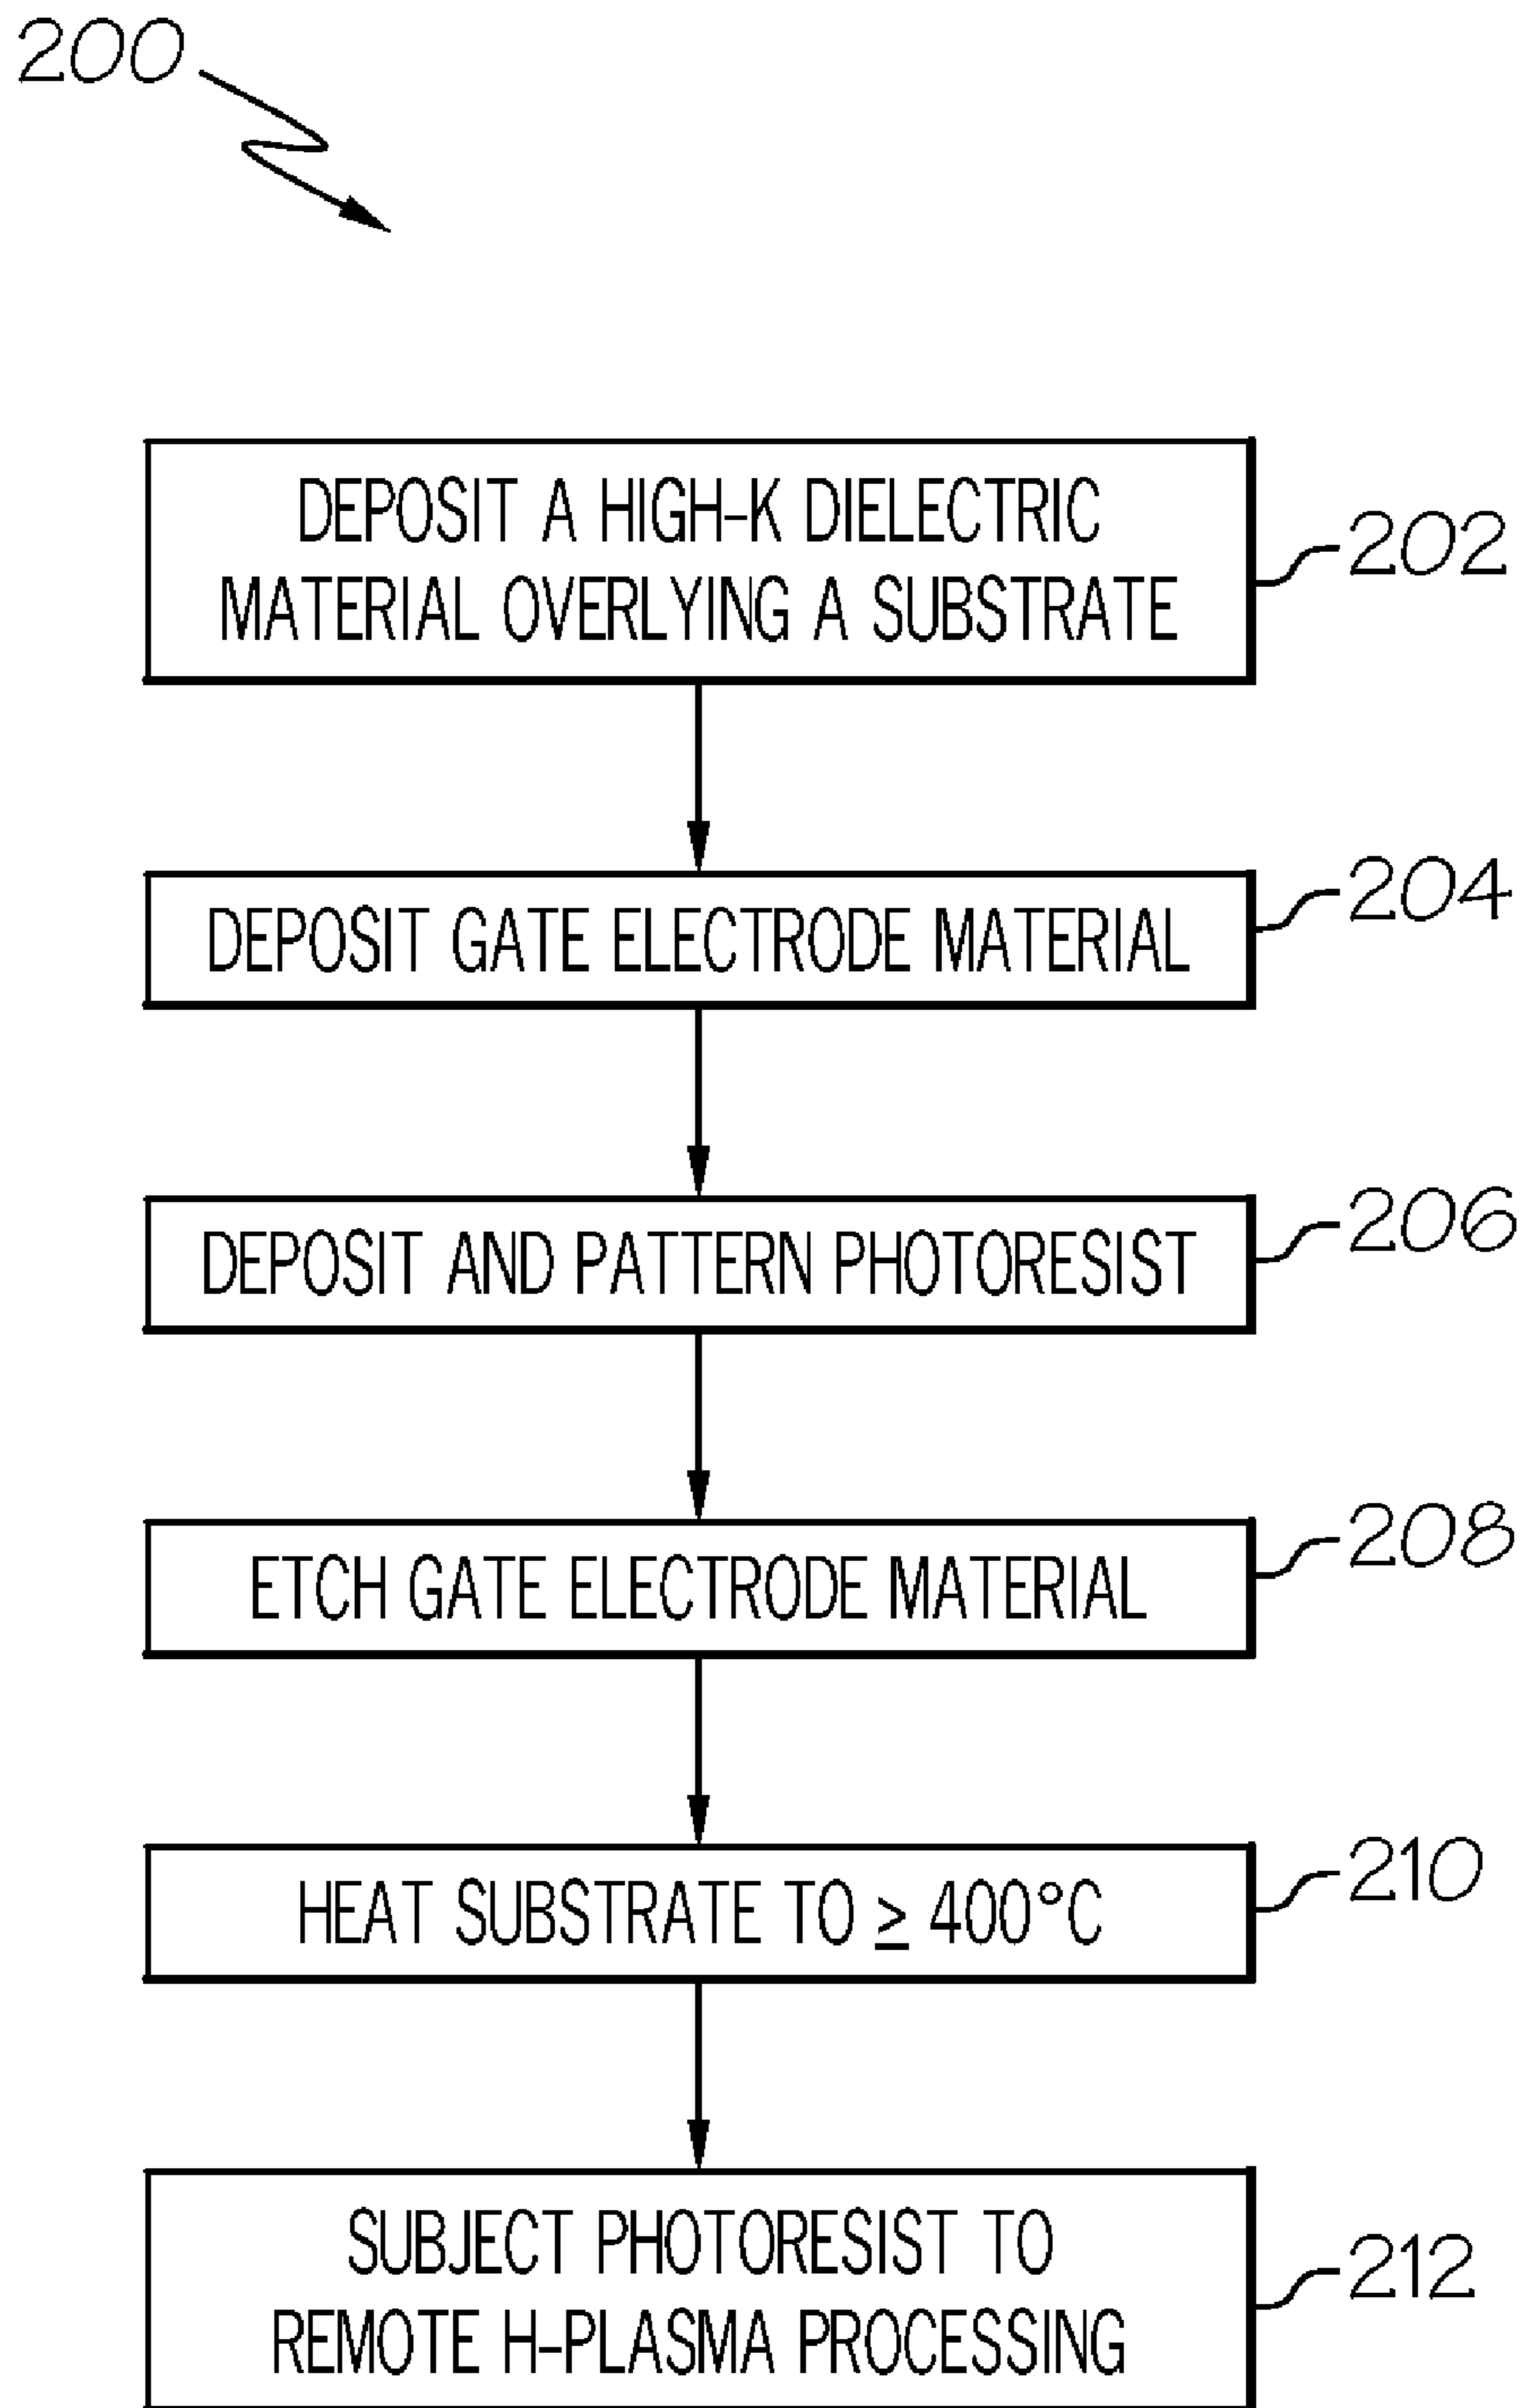 200
DEPOSIT A HIGH-K DIELECTRIC
MATERIAL OVERLYING A SUBSTRATE
202
DEPOSIT GATE ELECTRODE MATERIAL
204
DEPOSIT AND PATTERN PHOTORESIST
206
ETCH GATE ELECTRODE MATERIAL
208
HEAT SUBSTRATE TO ≥ 400°C
210
SUBJECT PHOTORESIST TO
REMOTE H-PLASMA PROCESSING
212